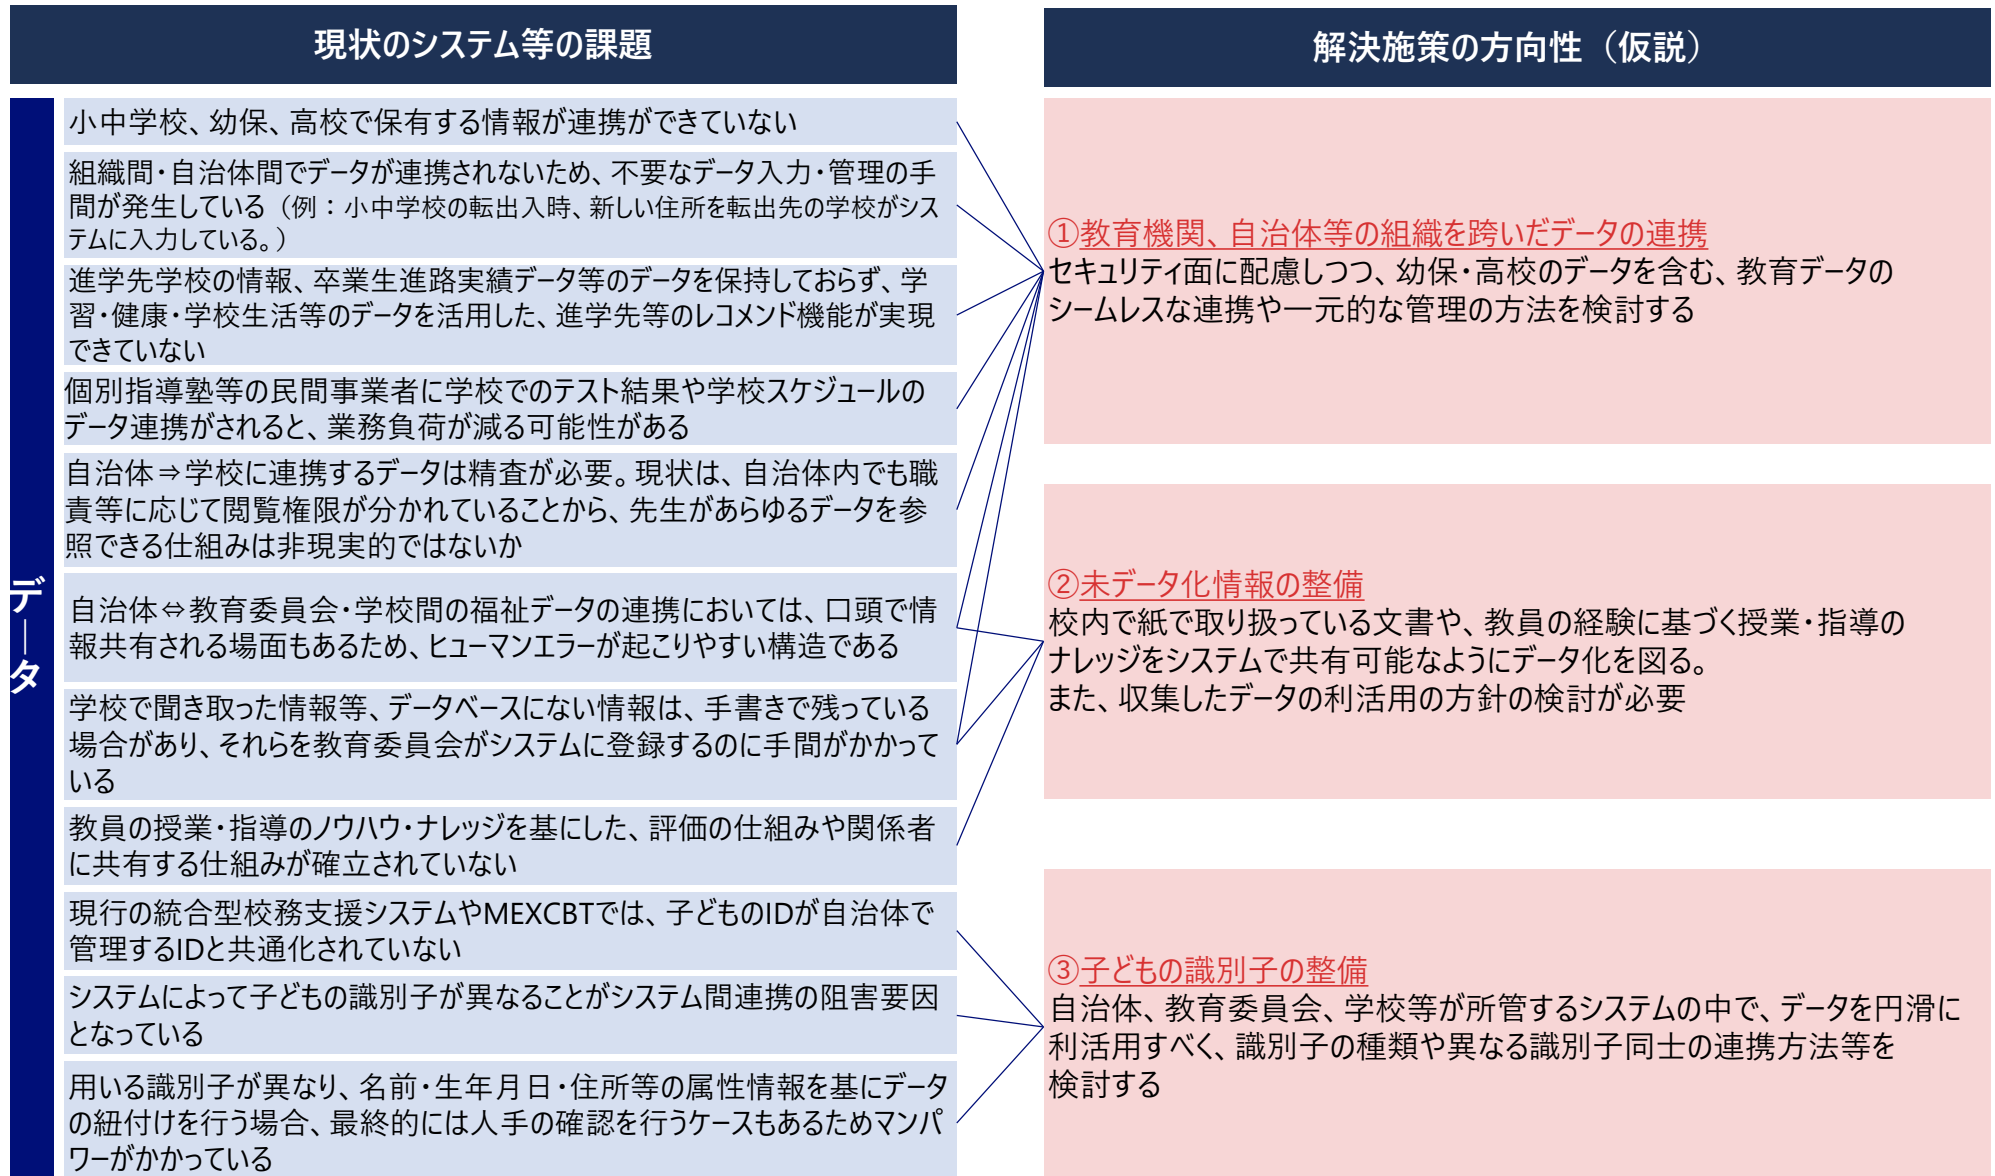 現状のシステム等の課題
解決施策の方向性（仮説）
データ
小中学校、幼保、高校で保有する情報が連携ができていない
組織間・自治体間でデータが連携されないため、不要なデータ入力・管理の手
間が発生している（例：小中学校の転出入時、新しい住所を転出先の学校がシス
テムに入力している。）
進学先学校の情報、卒業生進路実績データ等のデータを保持しておらず、学
習・健康・学校生活等のデータを活用した、進学先等のレコメンド機能が実現
できていない
個別指導塾等の民間事業者に学校でのテスト結果や学校スケジュールの
データ連携がされると、業務負荷が減る可能性がある
自治体⇒学校に連携するデータは精査が必要。現状は、自治体内でも職
責等に応じて閲覧権限が分かれていることから、先生があらゆるデータを参
照できる仕組みは非現実的ではないか
自治体⇔教育委員会・学校間の福祉データの連携においては、口頭で情
報共有される場面もあるため、ヒューマンエラーが起こりやすい構造である
学校で聞き取った情報等、データベースにない情報は、手書きで残っている
場合があり、それらを教育委員会がシステムに登録するのに手間がかかって
いる
教員の授業・指導のノウハウ・ナレッジを基にした、評価の仕組みや関係者
に共有する仕組みが確立されていない
現行の統合型校務支援システムやMEXCBTでは、子どものIDが自治体で
管理するIDと共通化されていない
システムによって子どもの識別子が異なることがシステム間連携の阻害要因
となっている
用いる識別子が異なり、名前・生年月日・住所等の属性情報を基にデータ
の紐付けを行う場合、最終的には人手の確認を行うケースもあるためマンパ
ワーがかかっている
①教育機関、自治体等の組織を跨いだデータの連携
セキュリティ面に配慮しつつ、幼保・高校のデータを含む、教育データの
シームレスな連携や一元的な管理の方法を検討する
②未データ化情報の整備
校内で紙で取り扱っている文書や、教員の経験に基づく授業・指導の
ナレッジをシステムで共有可能なようにデータ化を図る。
また、収集したデータの利活用の方針の検討が必要
③子どもの識別子の整備
自治体、教育委員会、学校等が所管するシステムの中で、データを円滑に
利活用すべく、識別子の種類や異なる識別子同士の連携方法等を
検討する